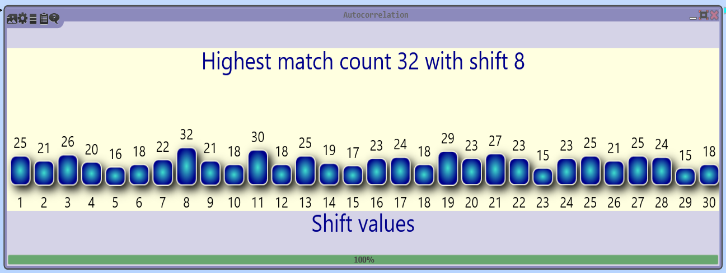 Autocorrelation
Highest match count 32 with shift 8
25 21 26 20 16 18 22 32 21 18 30 18 25 19 17 23 24 18 29 23 27 23 15 23 25 21 25 24 15 18
1 2 3 4 5 6 7 8 9 10 11 12 13 14 15 16 17 18 19 20 21 22 23 24 25 26 27 28 29 30
Shift values
100%